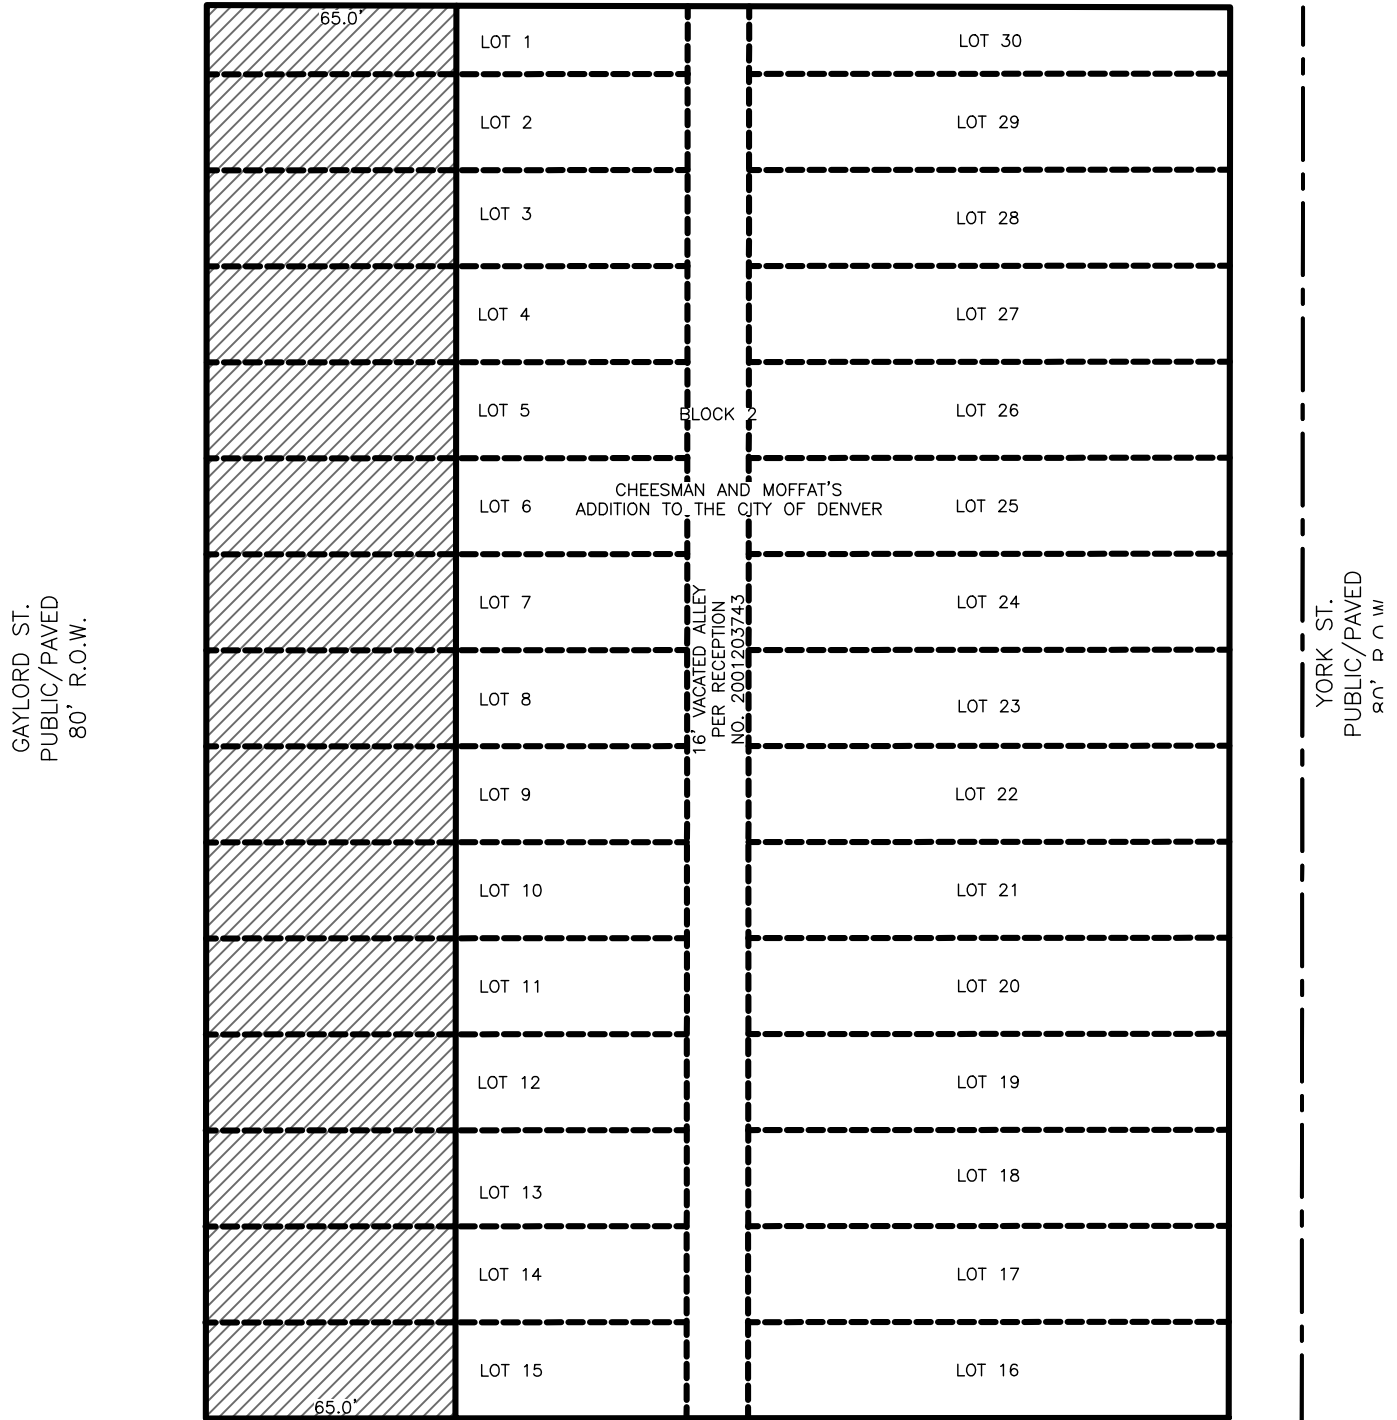 65.0'
LOT 1
LOT 30
LOT 2
LOT 29
LOT 3
LOT 28
LOT 4
LOT 27
LOT 5
BLOCK 2
LOT 26
CHEESMAN AND MOFFAT'S
ADDITION TO THE CITY OF DENVER
LOT 6
LOT 25
LOT 7
LOT 24
16' VACATED ALLEY
PER RECEPTION
NO. 2001203743
GAYLORD ST.
PUBLIC/PAVED
80' R.O.W.
YORK ST.
PUBLIC/PAVED
80' R.O.W.
LOT 8
LOT 23
LOT 9
LOT 22
LOT 10
LOT 21
LOT 11
LOT 20
LOT 12
LOT 19
LOT 13
LOT 18
LOT 14
LOT 17
LOT 15
LOT 16
65.0'